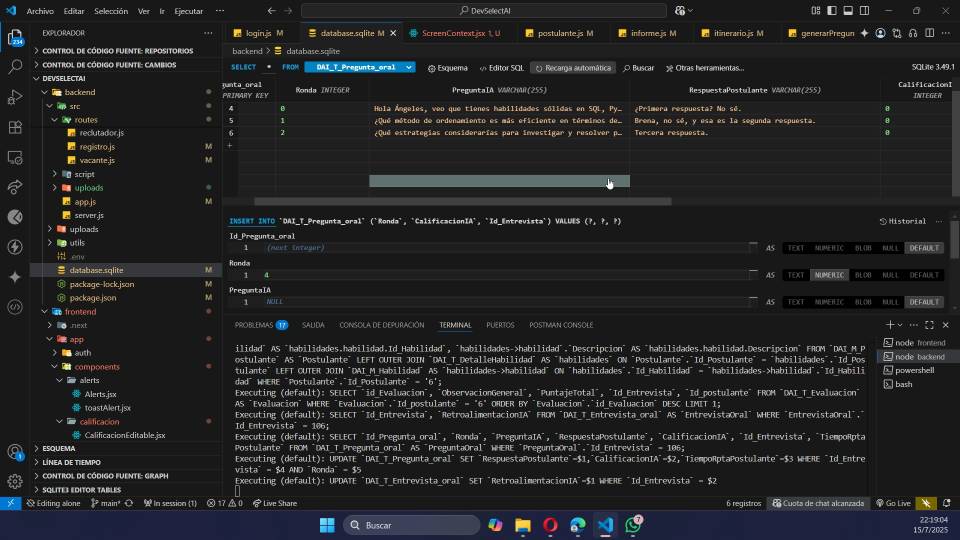 Archivo Editar Selección Ver Ir Ejecutar ··· DevSelectAI
EXPLORADOR ···
login.js M database.sqlite M ScreenContext.jsx 1, U postulante.js M informe.js M itinerario.js M generarPregun
CONTROL DE CÓDIGO FUENTE: REPOSITORIOS
backend > database.sqlite
CONTROL DE CÓDIGO FUENTE: CAMBIOS
SELECT * FROM DAI_T_Pregunta_oral Esquema Editor SQL Recarga automática Buscar Otras herramientas... SQLite 3.49.1
DEVSELECTAI
backend
src
routes
reclutador.js
registro.js M
vacante.js M
script
uploads
app.js M
server.js
uploads
utils
.env
database.sqlite M
package-lock.json M
package.json M
frontend
.next
app
auth
components
alerts
Alerts.jsx
toastAlert.jsx
calificacion
CalificacionEditable.jsx
ESQUEMA
LÍNEA DE TIEMPO
CONTROL DE CÓDIGO FUENTE: GRAPH
SQLITE3 EDITOR TABLES
gunta_oral Ronda INTEGER PreguntaIA VARCHAR(255) RespuestaPostulante VARCHAR(255) CalificacionI
PRIMARY KEY INTEGER
4 0 Hola Ángeles, veo que tienes habilidades sólidas en SQL, Py… ¿Primera respuesta? No sé. 0
5 1 ¿Qué método de ordenamiento es más eficiente en términos de… Brena, no sé, y esa es la segunda respuesta. 0
6 2 ¿Qué estrategias considerarías para investigar y resolver p… Tercera respuesta. 0
+
INSERT INTO `DAI_T_Pregunta_oral` (`Ronda`, `CalificacionIA`, `Id_Entrevista`) VALUES (?, ?, ?) Historial ···
Id_Pregunta_oral
1 (next integer) AS TEXT NUMERIC BLOB NULL DEFAULT
Ronda
1 4 AS TEXT NUMERIC BLOB NULL DEFAULT
PreguntaIA
1 NULL AS TEXT NUMERIC BLOB NULL DEFAULT
PROBLEMAS 17 SALIDA CONSOLA DE DEPURACIÓN TERMINAL PUERTOS POSTMAN CONSOLE
ilidad` AS `habilidades.habilidad.Id_Habilidad`, `habilidades->habilidad`.`Descripcion` AS `habilidades.habilidad.Descripcion` FROM `DAI_M_P
ostulante` AS `Postulante` LEFT OUTER JOIN `DAI_T_DetalleHabilidad` AS `habilidades` ON `Postulante`.`Id_Postulante` = `habilidades`.`Id_Pos
tulante` LEFT OUTER JOIN `DAI_M_Habilidad` AS `habilidades->habilidad` ON `habilidades`.`Id_Habilidad` = `habilidades->habilidad`.`Id_Habili
dad` WHERE `Postulante`.`Id_Postulante` = '6';
Executing (default): SELECT `id_Evaluacion`, `ObservacionGeneral`, `PuntajeTotal`, `Id_Entrevista`, `Id_postulante` FROM `DAI_T_Evaluacion`
AS `Evaluacion` WHERE `Evaluacion`.`Id_postulante` = '6' ORDER BY `Evaluacion`.`id_Evaluacion` DESC LIMIT 1;
Executing (default): SELECT `Id_Entrevista`, `RetroalimentacionIA` FROM `DAI_T_Entrevista_oral` AS `EntrevistaOral` WHERE `EntrevistaOral`.`
Id_Entrevista` = 106;
Executing (default): SELECT `Id_Pregunta_oral`, `Ronda`, `PreguntaIA`, `RespuestaPostulante`, `CalificacionIA`, `Id_Entrevista`, `TiempoRpta
Postulante` FROM `DAI_T_Pregunta_oral` AS `PreguntaOral` WHERE `PreguntaOral`.`Id_Entrevista` = 106;
Executing (default): UPDATE `DAI_T_Pregunta_oral` SET `RespuestaPostulante`=$1,`CalificacionIA`=$2,`TiempoRptaPostulante`=$3 WHERE `Id_Entre
vista` = $4 AND `Ronda` = $5
Executing (default): UPDATE `DAI_T_Entrevista_oral` SET `RetroalimentacionIA`=$1 WHERE `Id_Entrevista` = $2
node frontend
node backend
powershell
bash
Editing alone main* In session (1) 17 0 Live Share 6 registros Cuota de chat alcanzada Go Live
Buscar
22:19:04
15/7/2025